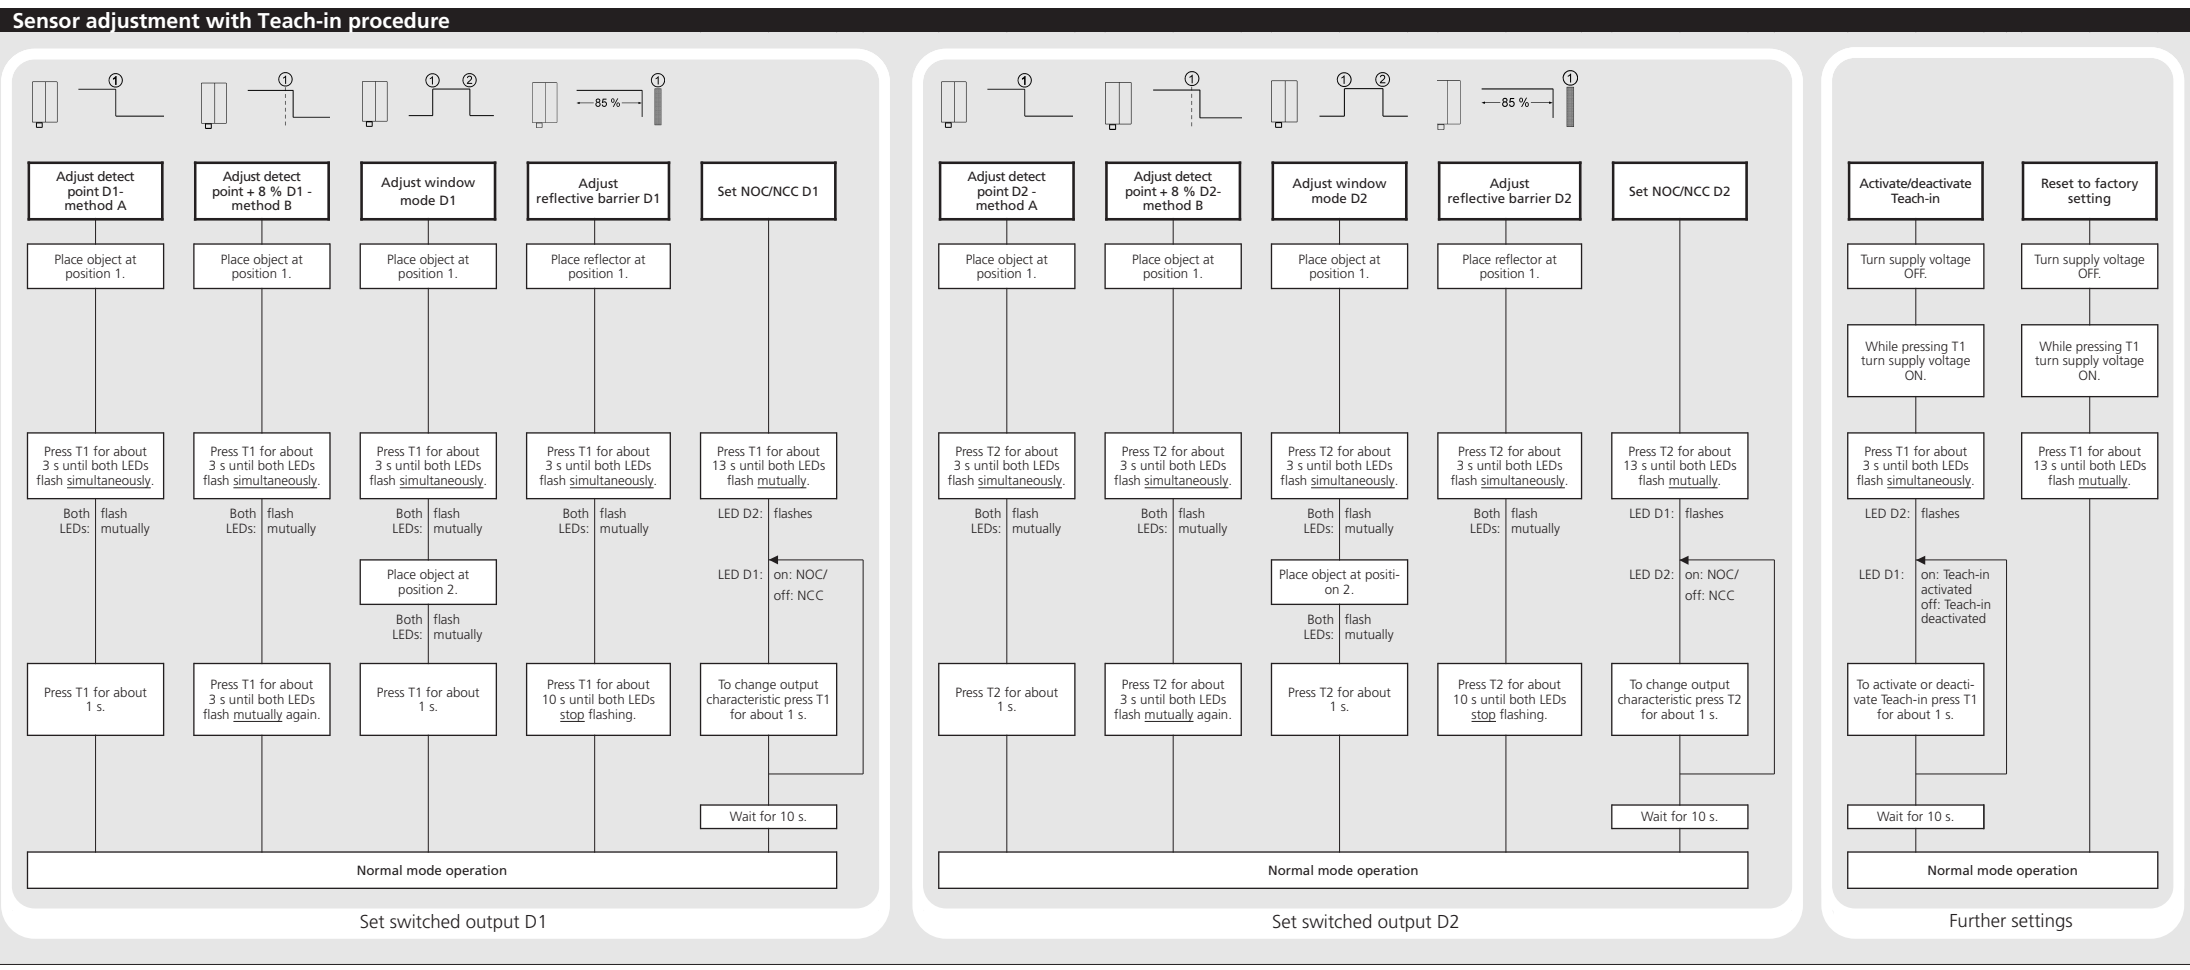 Sensor adjustment with Teach-in procedure
1
1
1 2
1
85 %
Adjust detect
point D1-
method A
Place object at
position 1.
Press T1 for about
3 s until both LEDs
flash simultaneously.
Both flash
LEDs: mutually
Press T1 for about
1 s.
Adjust detect
point + 8 % D1 -
method B
Place object at
position 1.
Press T1 for about
3 s until both LEDs
flash simultaneously.
Both flash
LEDs: mutually
Press T1 for about
3 s until both LEDs
flash mutually again.
Adjust window
mode D1
Place object at
position 1.
Press T1 for about
3 s until both LEDs
flash simultaneously.
Both flash
LEDs: mutually
Place object at
position 2.
Both flash
LEDs: mutually
Press T1 for about
1 s.
Adjust
reflective barrier D1
Place reflector at
position 1.
Press T1 for about
3 s until both LEDs
flash simultaneously.
Both flash
LEDs: mutually
Press T1 for about
10 s until both LEDs
stop flashing.
Set NOC/NCC D1
Press T1 for about
13 s until both LEDs
flash mutually.
LED D2: flashes
LED D1: on: NOC/
off: NCC
To change output
characteristic press T1
for about 1 s.
Wait for 10 s.
Normal mode operation
Set switched output D1
1
1
1 2
1
85 %
Adjust detect
point D2 -
method A
Place object at
position 1.
Press T2 for about
3 s until both LEDs
flash simultaneously.
Both flash
LEDs: mutually
Press T2 for about
1 s.
Adjust detect
point + 8 % D2-
method B
Place object at
position 1.
Press T2 for about
3 s until both LEDs
flash simultaneously.
Both flash
LEDs: mutually
Press T2 for about
3 s until both LEDs
flash mutually again.
Adjust window
mode D2
Place object at
position 1.
Press T2 for about
3 s until both LEDs
flash simultaneously.
Both flash
LEDs: mutually
Place object at positi-
on 2.
Both flash
LEDs: mutually
Press T2 for about
1 s.
Adjust
reflective barrier D2
Place reflector at
position 1.
Press T2 for about
3 s until both LEDs
flash simultaneously.
Both flash
LEDs: mutually
Press T2 for about
10 s until both LEDs
stop flashing.
Set NOC/NCC D2
Press T2 for about
13 s until both LEDs
flash mutually.
LED D1: flashes
LED D2: on: NOC/
off: NCC
To change output
characteristic press T2
for about 1 s.
Wait for 10 s.
Normal mode operation
Set switched output D2
Activate/deactivate
Teach-in
Turn supply voltage
OFF.
While pressing T1
turn supply voltage
ON.
Press T1 for about
3 s until both LEDs
flash simultaneously.
LED D2: flashes
LED D1: on: Teach-in
activated
off: Teach-in
deactivated
To activate or deacti-
vate Teach-in press T1
for about 1 s.
Wait for 10 s.
Reset to factory
setting
Turn supply voltage
OFF.
While pressing T1
turn supply voltage
ON.
Press T1 for about
13 s until both LEDs
flash mutually.
Normal mode operation
Further settings